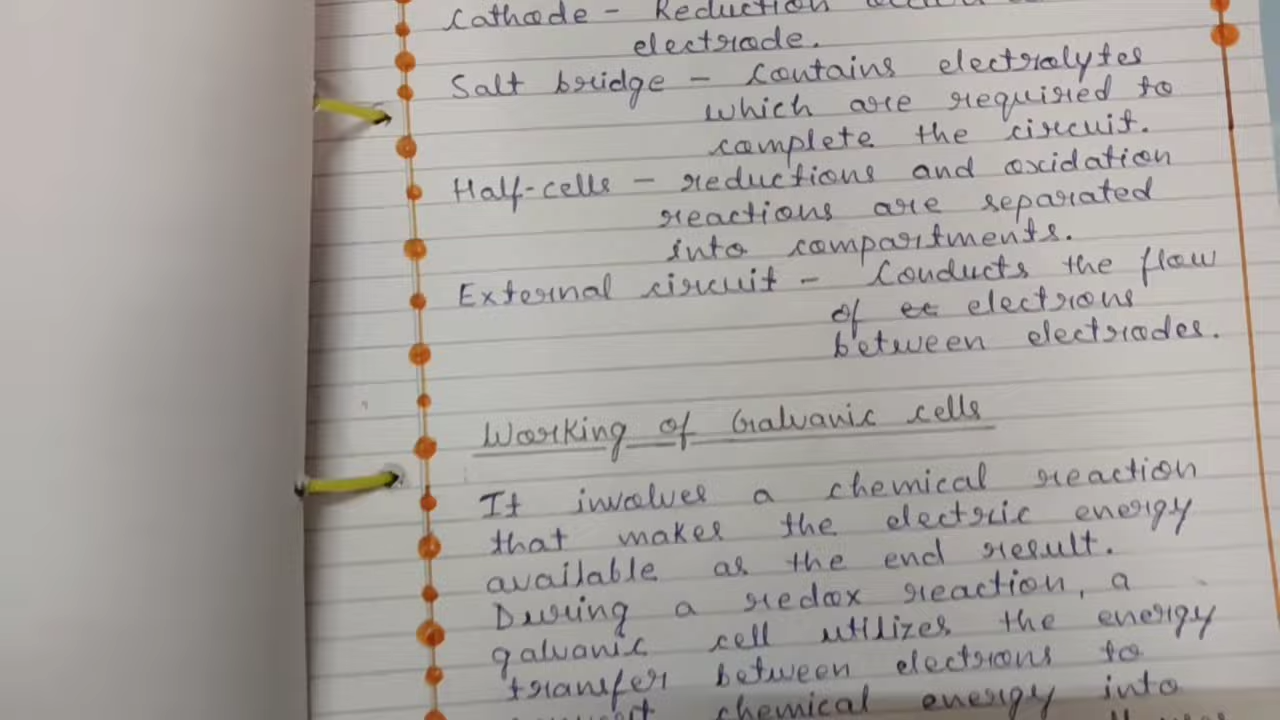 Cathode - Reduction
electrode.
Salt bridge - Contains electrolytes
which are required to
complete the circuit.
Half-cells - reductions and oxidation
reactions are separated
into compartments.
External circuit - Conducts the flow
of ec electrons
between electrodes.
Working of Galvanic cells
It involves a chemical reaction
that makes the electric energy
available as the end result.
During a redox reaction, a
galvanic cell utilizes the energy
transfer between electrons to
chemical energy into